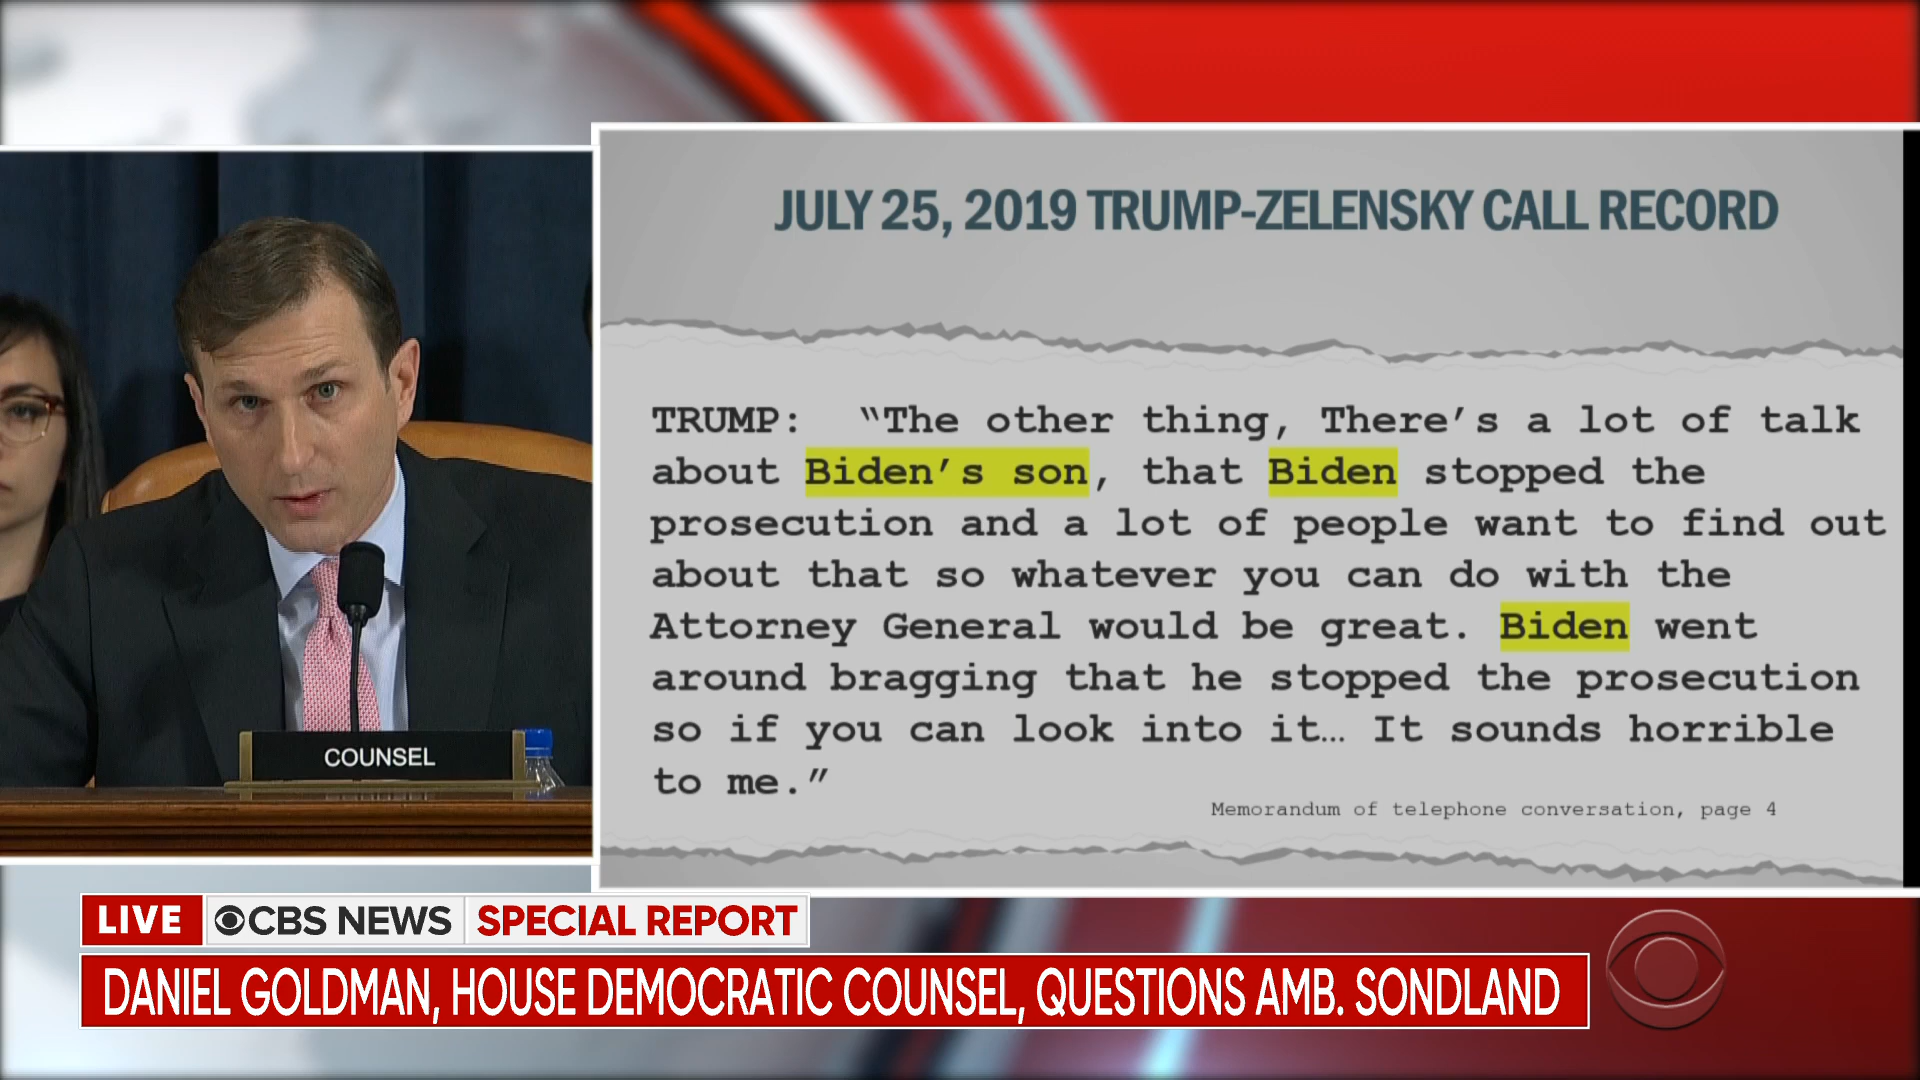 JULY 25, 2019 TRUMP-ZELENSKY CALL RECORD
TRUMP: “The other thing, There’s a lot of talk
about Biden’s son, that Biden stopped the
prosecution and a lot of people want to find out
about that so whatever you can do with the
Attorney General would be great. Biden went
around bragging that he stopped the prosecution
so if you can look into it… It sounds horrible
to me.”
Memorandum of telephone conversation, page 4
COUNSEL
LIVE CBS NEWS SPECIAL REPORT
DANIEL GOLDMAN, HOUSE DEMOCRATIC COUNSEL, QUESTIONS AMB. SONDLAND